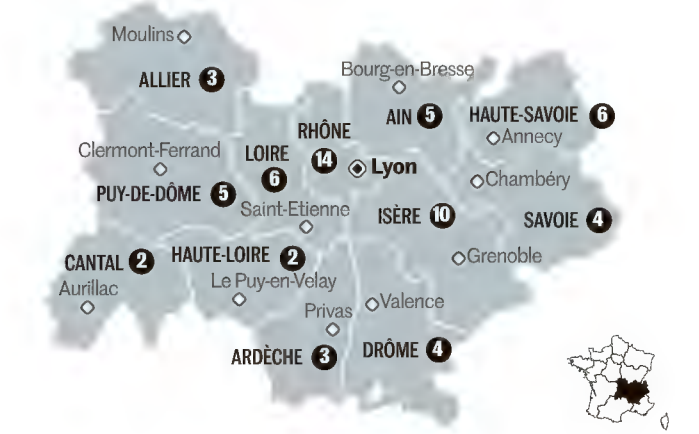 Moulins
ALLIER 3
Bourg-en-Bresse
AIN 5
HAUTE-SAVOIE 6
Annecy
RHÔNE
14
Lyon
Clermont-Ferrand
LOIRE
6
Chambéry
PUY-DE-DÔME 5
Saint-Etienne
ISÈRE 10
SAVOIE 4
CANTAL 2
HAUTE-LOIRE 2
Grenoble
Aurillac
Le Puy-en-Velay
Privas
Valence
ARDÈCHE 3
DRÔME 4